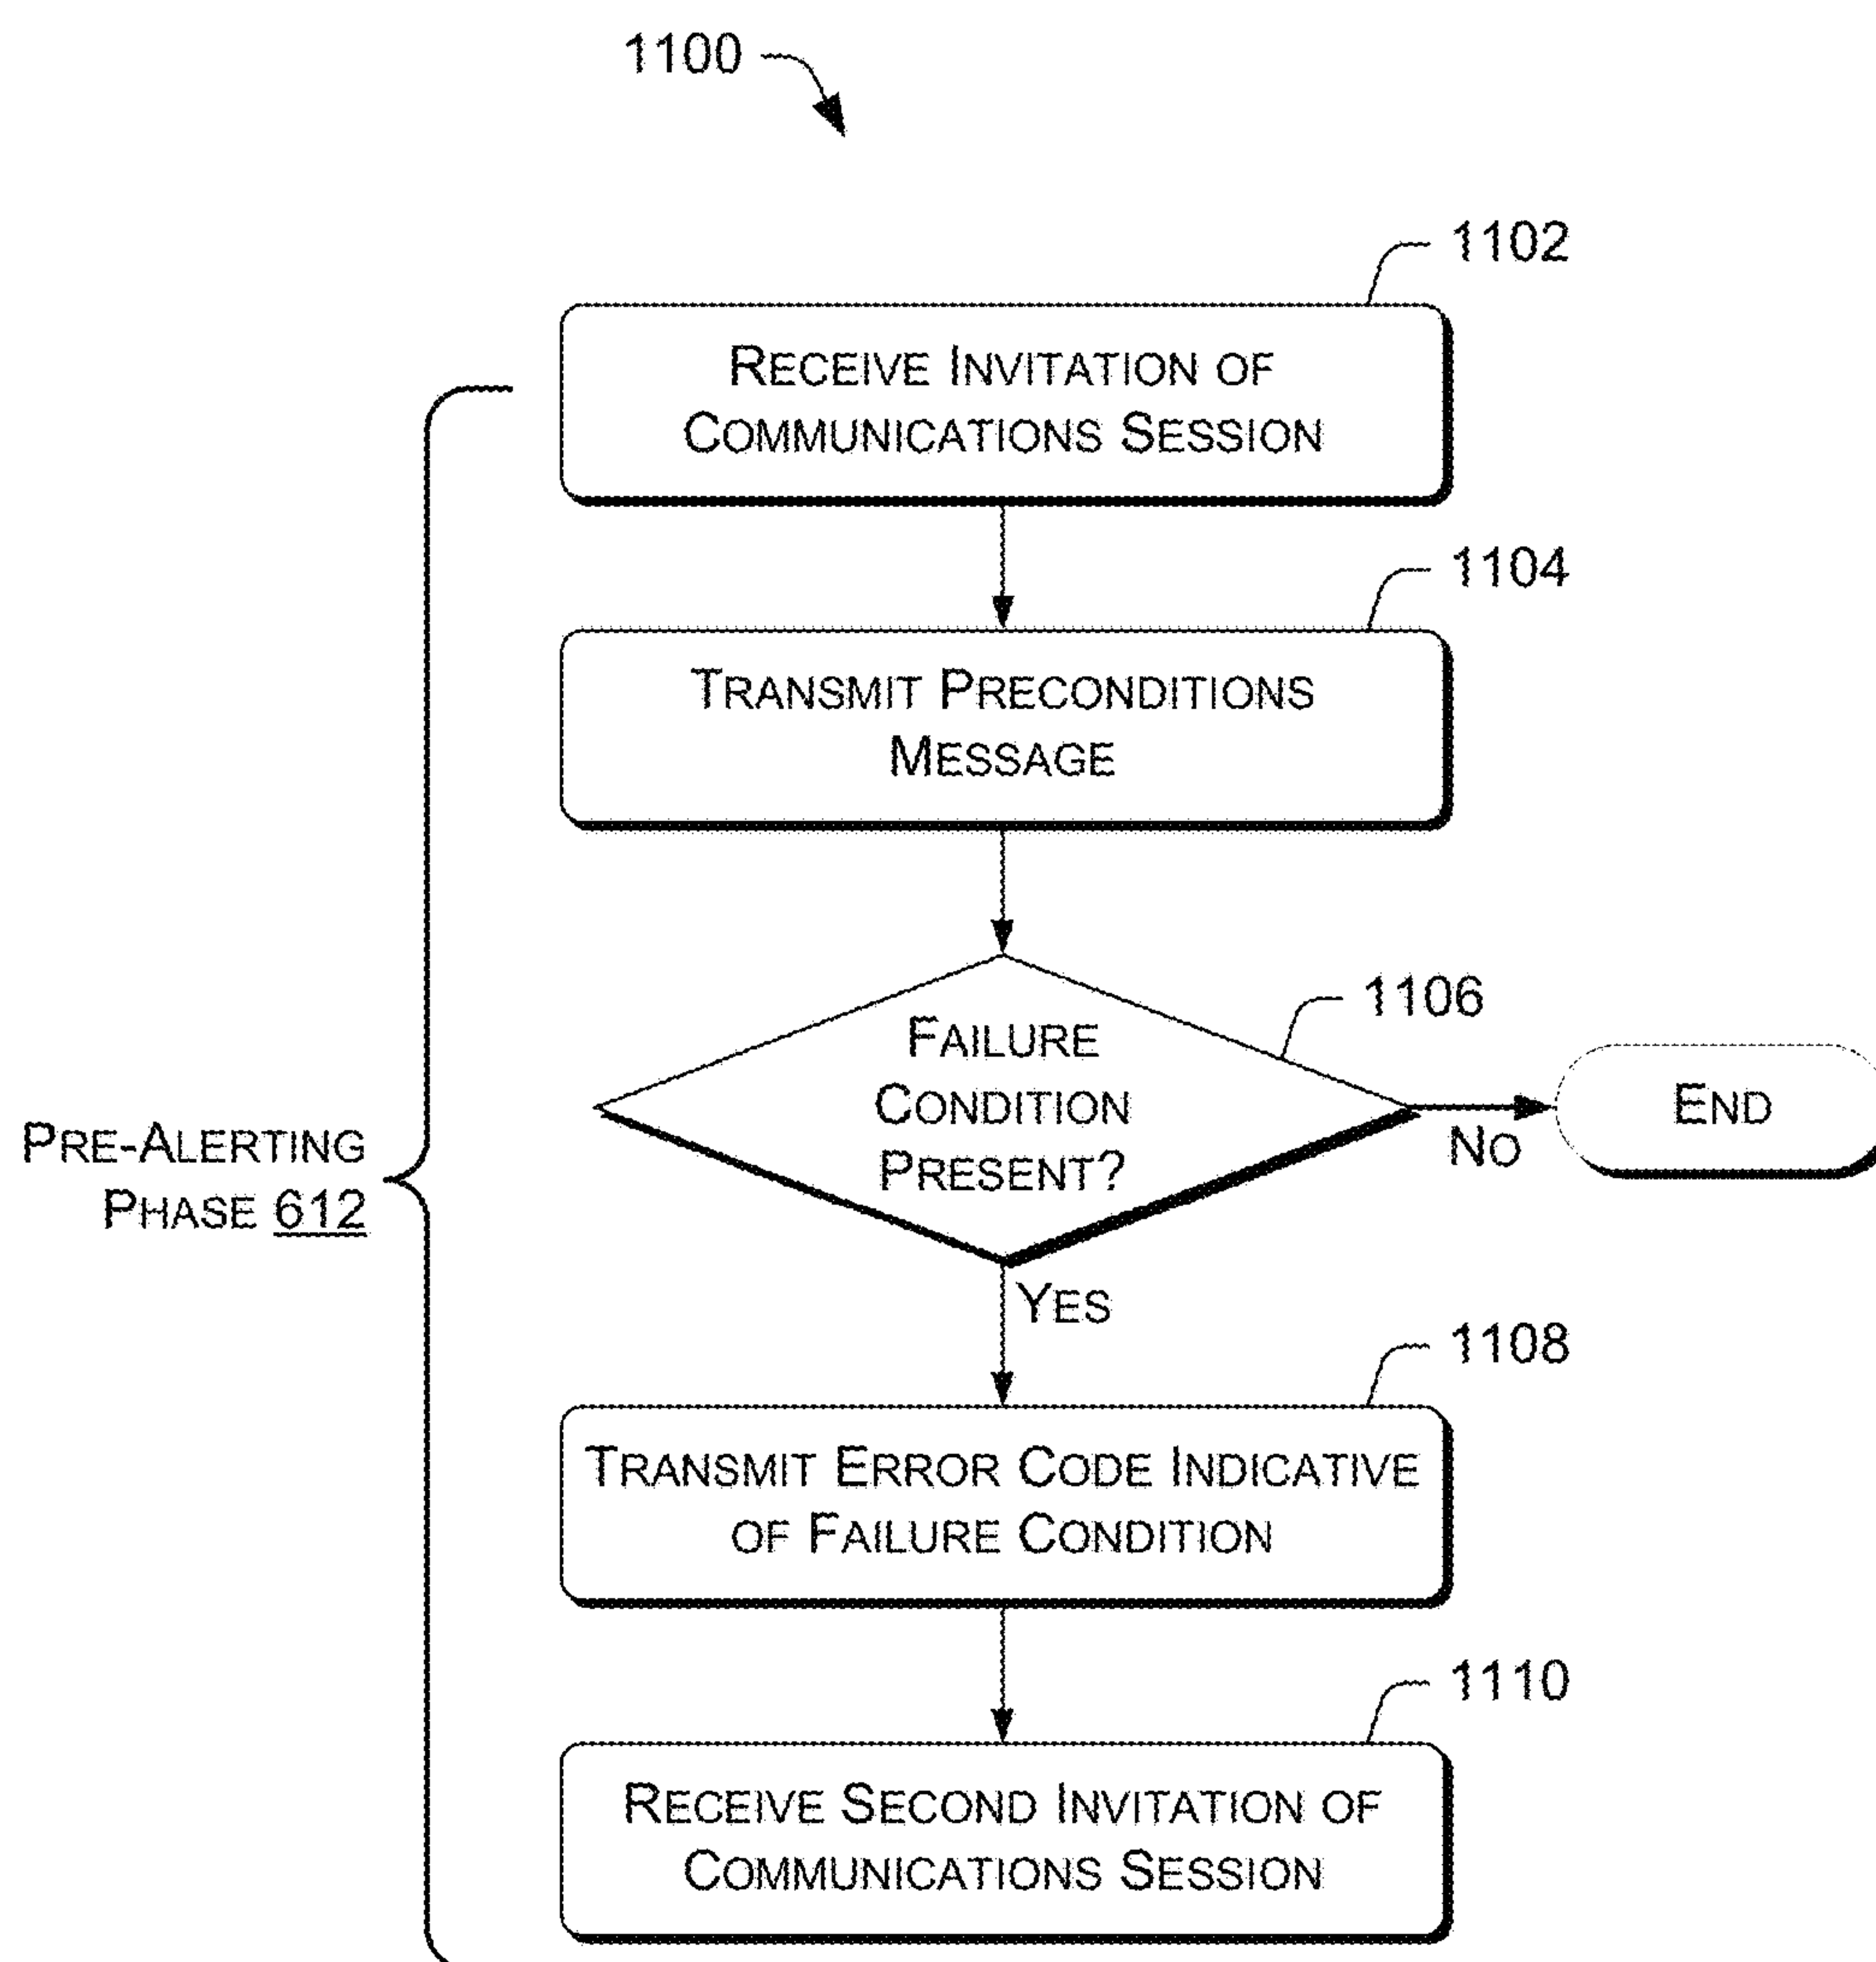 1100
1102
RECEIVE INVITATION OF
COMMUNICATIONS SESSION
1104
TRANSMIT PRECONDITIONS
MESSAGE
1106
FAILURE
CONDITION
PRESENT?
NO
END
PRE-ALERTING
PHASE 612
YES
1108
TRANSMIT ERROR CODE INDICATIVE
OF FAILURE CONDITION
1110
RECEIVE SECOND INVITATION OF
COMMUNICATIONS SESSION